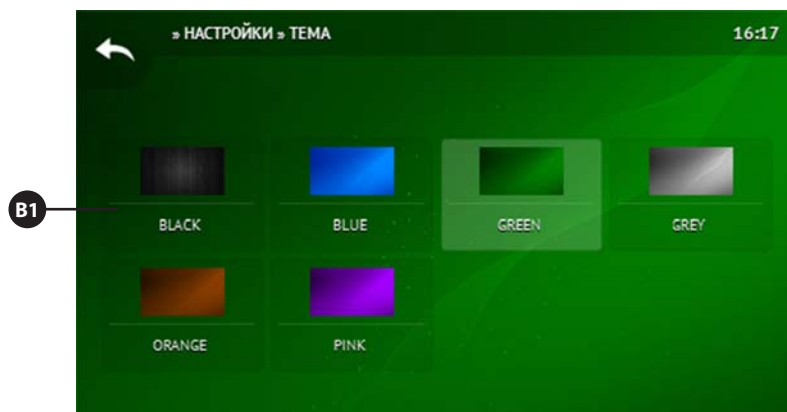 » НАСТРОЙКИ » ТЕМА
16:17
B1
BLACK
BLUE
GREEN
GREY
ORANGE
PINK